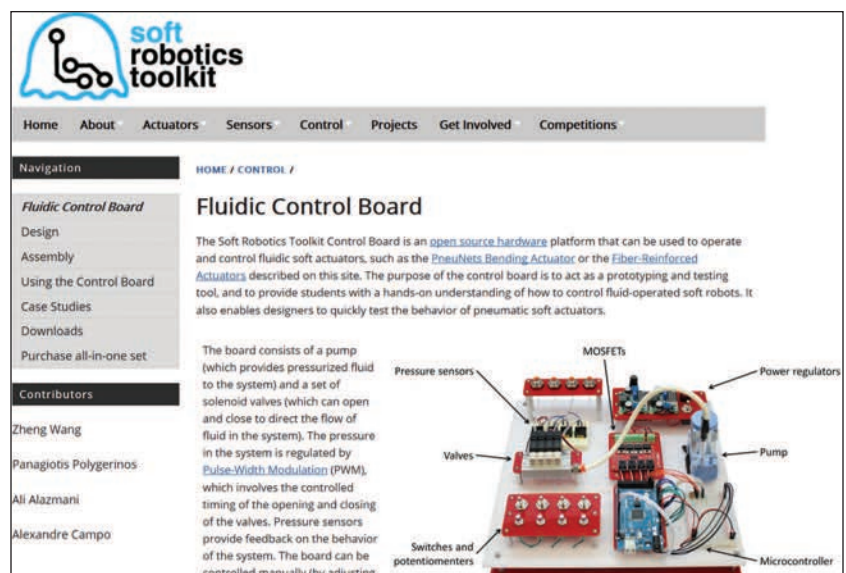 soft
robotics
toolkit
Home About Actuators Sensors Control Projects Get Involved Competitions
Navigation
Fluidic Control Board
Design
Assembly
Using the Control Board
Case Studies
Downloads
Purchase all-in-one set
Contributors
Zheng Wang
Panagiotis Polygerinos
Ali Alazmani
Alexandre Campo
HOME / CONTROL /
Fluidic Control Board
The Soft Robotics Toolkit Control Board is an open source hardware platform that can be used to operate
and control fluidic soft actuators, such as the PneuNets Bending Actuator or the Fiber-Reinforced
Actuators described on this site. The purpose of the control board is to act as a prototyping and testing
tool, and to provide students with a hands-on understanding of how to control fluid-operated soft robots. It
also enables designers to quickly test the behavior of pneumatic soft actuators.
The board consists of a pump
(which provides pressurized fluid
to the system) and a set of
solenoid valves (which can open
and close to direct the flow of
fluid in the system). The pressure
in the system is regulated by
Pulse-Width Modulation (PWM),
which involves the controlled
timing of the opening and closing
of the valves. Pressure sensors
provide feedback on the behavior
of the system. The board can be
controlled manually (by adjusting
MOSFETs
Pressure sensors
Power regulators
Valves
Pump
Switches and
potentiomenters
Microcontroller